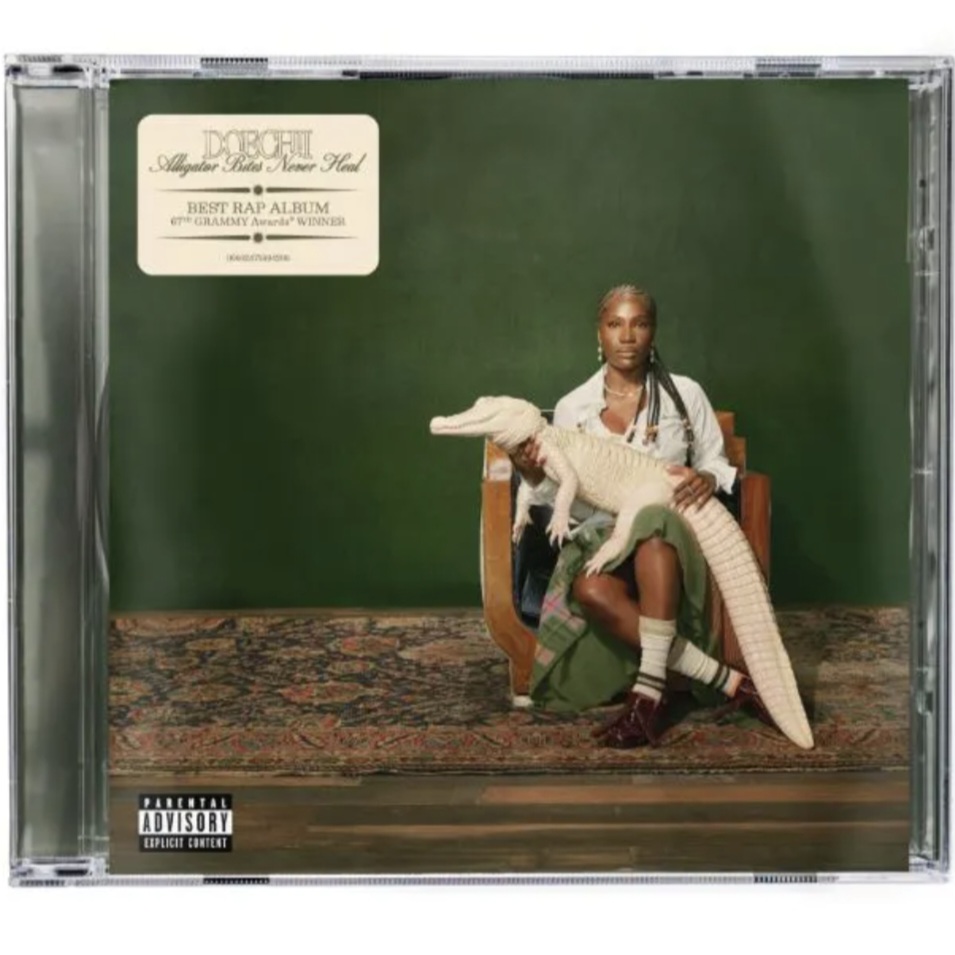 DOECHII
Alligator Bites Never Heal
BEST RAP ALBUM
67TH GRAMMY Awards® WINNER
PARENTAL
ADVISORY
EXPLICIT CONTENT